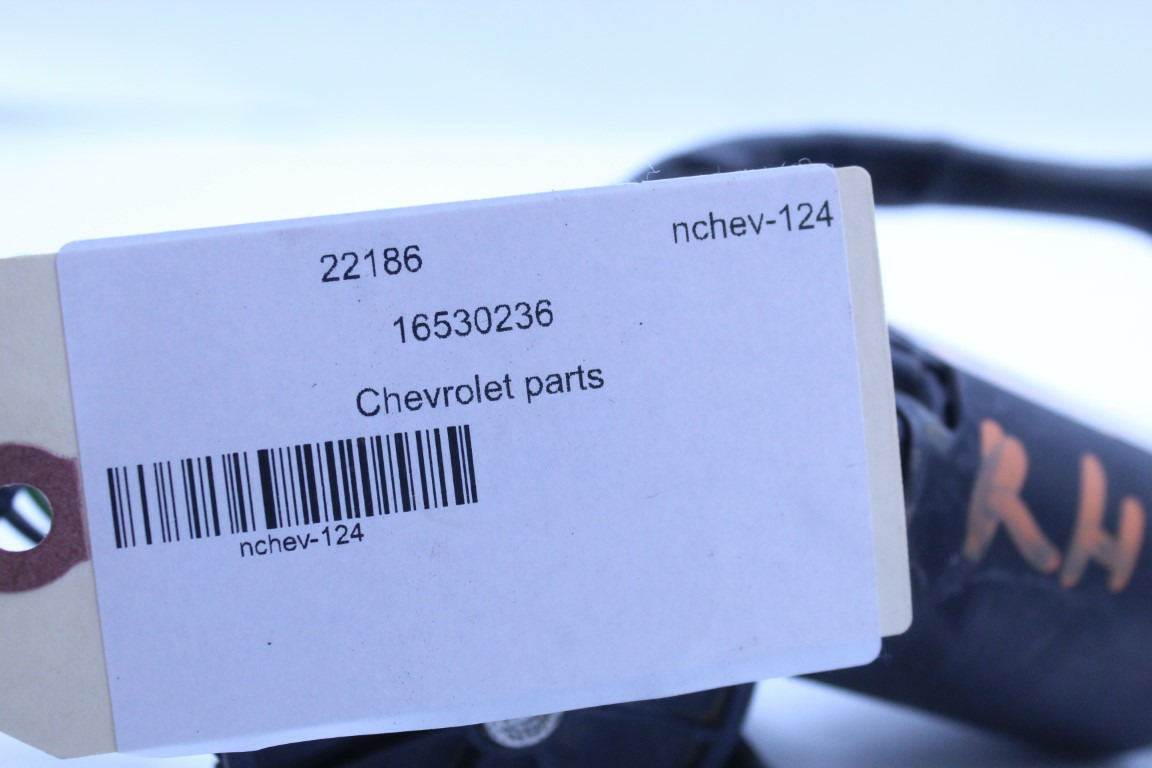 nchev-124
22186
16530236
Chevrolet parts
nchev-124
RH